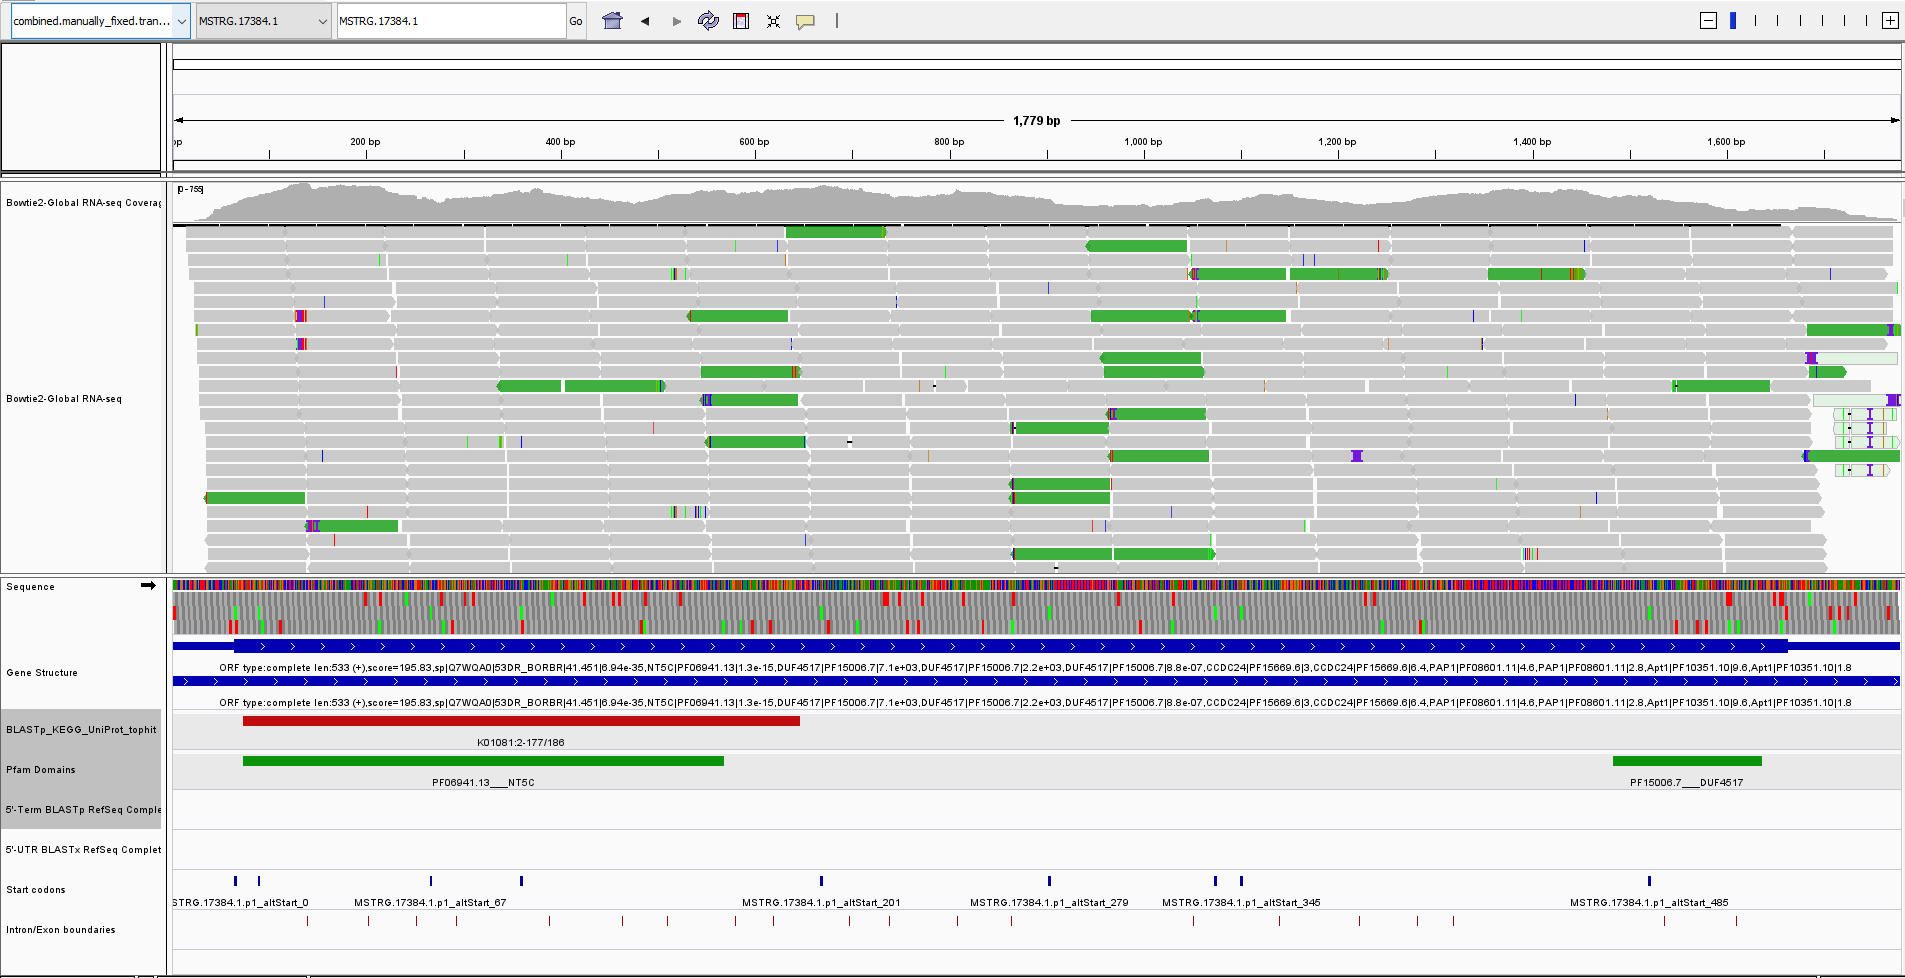 combined.manually_fixed.tran... MSTRG.17384.1 MSTRG.17384.1 Go
1,779 bp
bp 200 bp 400 bp 600 bp 800 bp 1,000 bp 1,200 bp 1,400 bp 1,600 bp
[0 - 755]
Bowtie2-Global RNA-seq Coverag
Bowtie2-Global RNA-seq
Sequence
Gene Structure
ORF type:complete len:533 (+),score=195.83,sp|Q7WQA0|53DR_BORBR|41.451|6.94e-35,NT5C|PF06941.13|1.3e-15,DUF4517|PF15006.7|7.1e+03,DUF4517|PF15006.7|2.2e+03,DUF4517|PF15006.7|8.8e-07,CCDC24|PF15669.6|3,CCDC24|PF15669.6|6.4,PAP1|PF08601.11|4.6,PAP1|PF08601.11|2.8,Apt1|PF10351.10|9.6,Apt1|PF10351.10|1.8
ORF type:complete len:533 (+),score=195.83,sp|Q7WQA0|53DR_BORBR|41.451|6.94e-35,NT5C|PF06941.13|1.3e-15,DUF4517|PF15006.7|7.1e+03,DUF4517|PF15006.7|2.2e+03,DUF4517|PF15006.7|8.8e-07,CCDC24|PF15669.6|3,CCDC24|PF15669.6|6.4,PAP1|PF08601.11|4.6,PAP1|PF08601.11|2.8,Apt1|PF10351.10|9.6,Apt1|PF10351.10|1.8
BLASTp_KEGG_UniProt_tophit
K01081:2-177/186
Pfam Domains
PF06941.13___NT5C PF15006.7___DUF4517
5'-Term BLASTp RefSeq Comple
5'-UTR BLASTx RefSeq Complet
Start codons
STRG.17384.1.p1_altStart_0 MSTRG.17384.1.p1_altStart_67 MSTRG.17384.1.p1_altStart_201 MSTRG.17384.1.p1_altStart_279 MSTRG.17384.1.p1_altStart_345 MSTRG.17384.1.p1_altStart_485
Intron/Exon boundaries